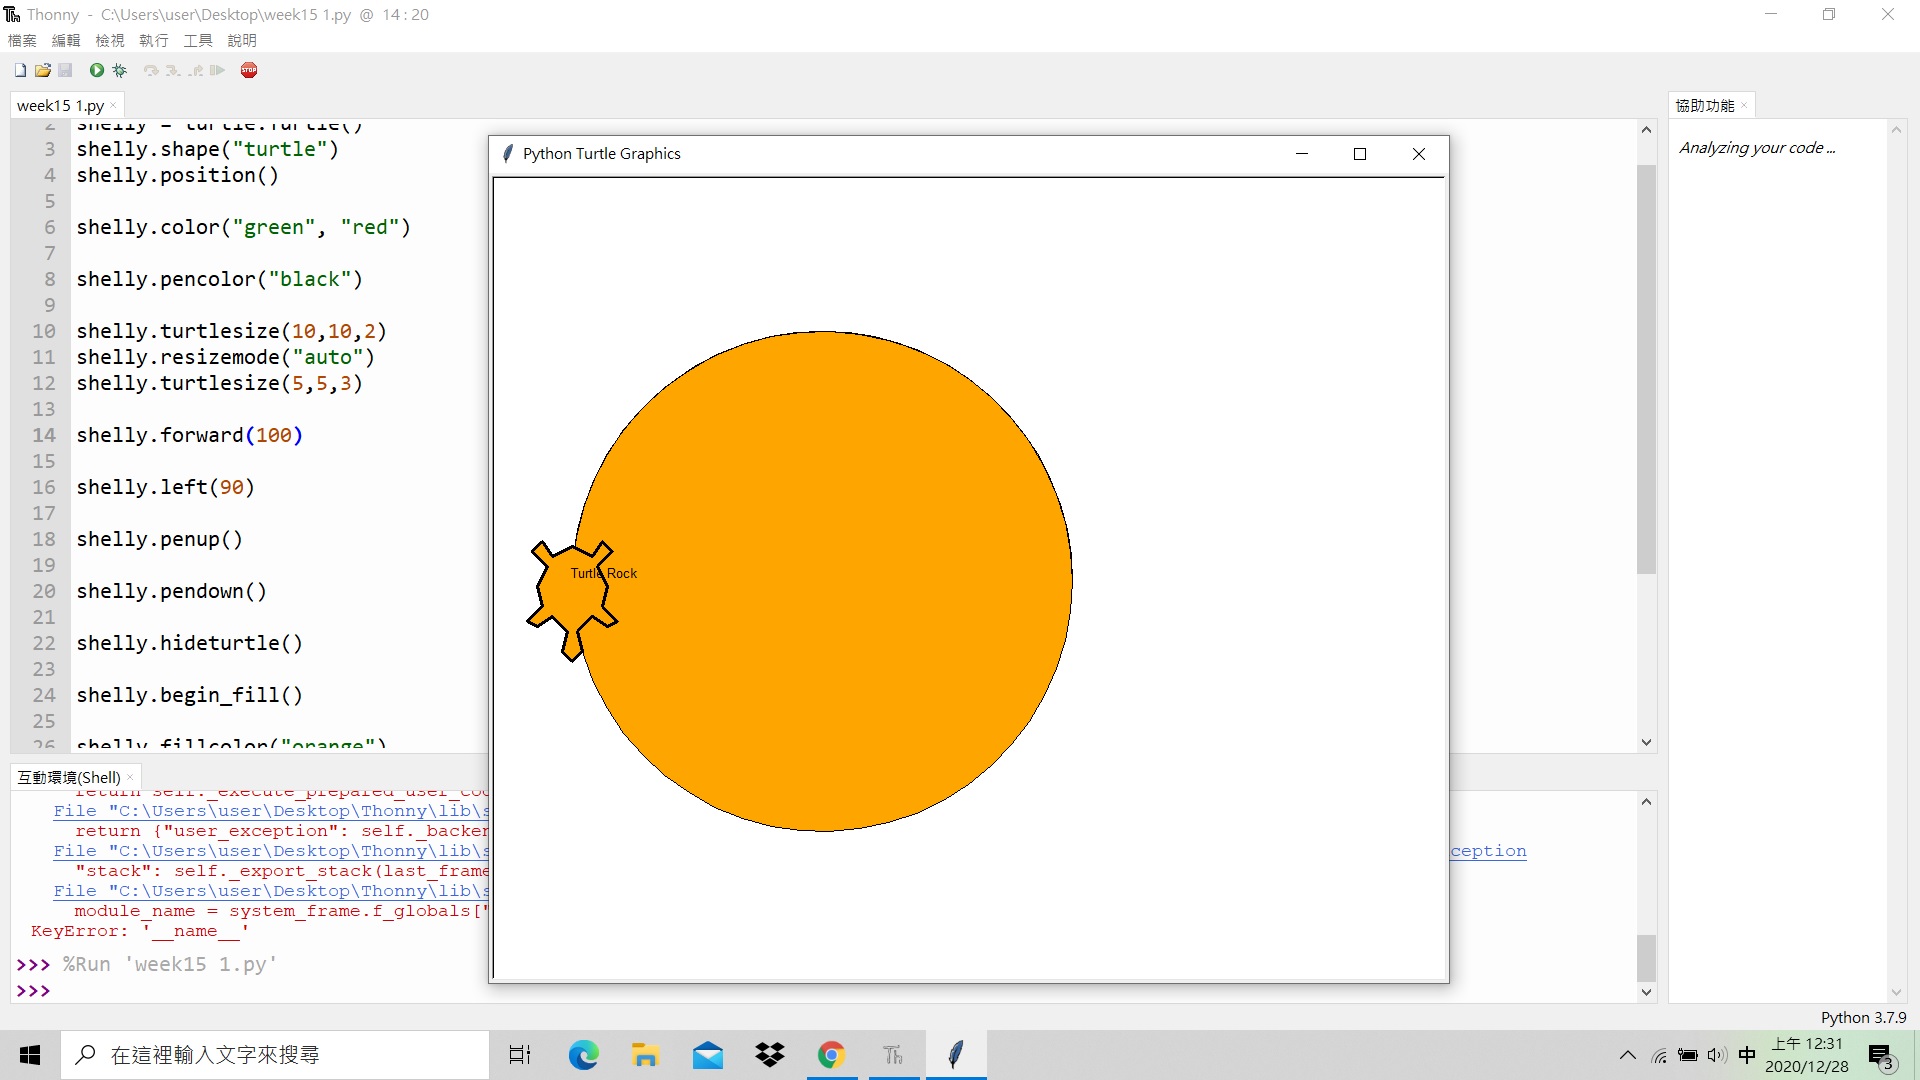 Thonny - C:\Users\user\Desktop\week15 1.py @ 14 : 20
檔案 編輯 檢視 執行 工具 說明
STOP
week15 1.py ×
2 shelly = turtle.Turtle()
3 shelly.shape("turtle")
4 shelly.position()
5
6 shelly.color("green", "red")
7
8 shelly.pencolor("black")
9
10 shelly.turtlesize(10,10,2)
11 shelly.resizemode("auto")
12 shelly.turtlesize(5,5,3)
13
14 shelly.forward(100)
15
16 shelly.left(90)
17
18 shelly.penup()
19
20 shelly.pendown()
21
22 shelly.hideturtle()
23
24 shelly.begin_fill()
25
26 shelly.fillcolor("orange")
Python Turtle Graphics
Turtle Rock
協助功能 ×
Analyzing your code ...
互動環境(Shell) ×
return self._execute_prepared_user_co
File "C:\Users\user\Desktop\Thonny\lib\s
return {"user_exception": self._backen
File "C:\Users\user\Desktop\Thonny\lib\s
ception
"stack": self._export_stack(last_frame
File "C:\Users\user\Desktop\Thonny\lib\s
module_name = system_frame.f_globals["
KeyError: '__name__'
>>> %Run 'week15 1.py'
>>>
Python 3.7.9
在這裡輸入文字來搜尋
Th
中
上午 12:31
2020/12/28
3